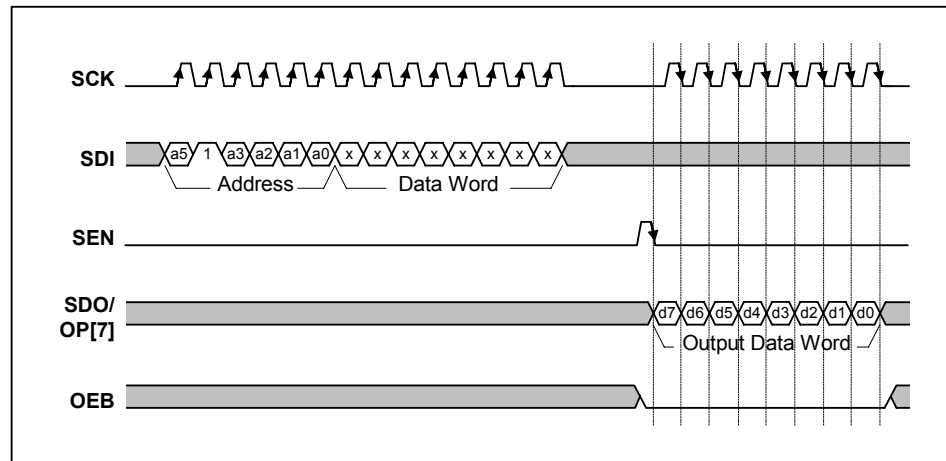 SCK
SDI
a5 1 a3 a2 a1 a0 x x x x x x x x
Address Data Word
SEN
SDO/
OP[7]
d7 d6 d5 d4 d3 d2 d1 d0
Output Data Word
OEB